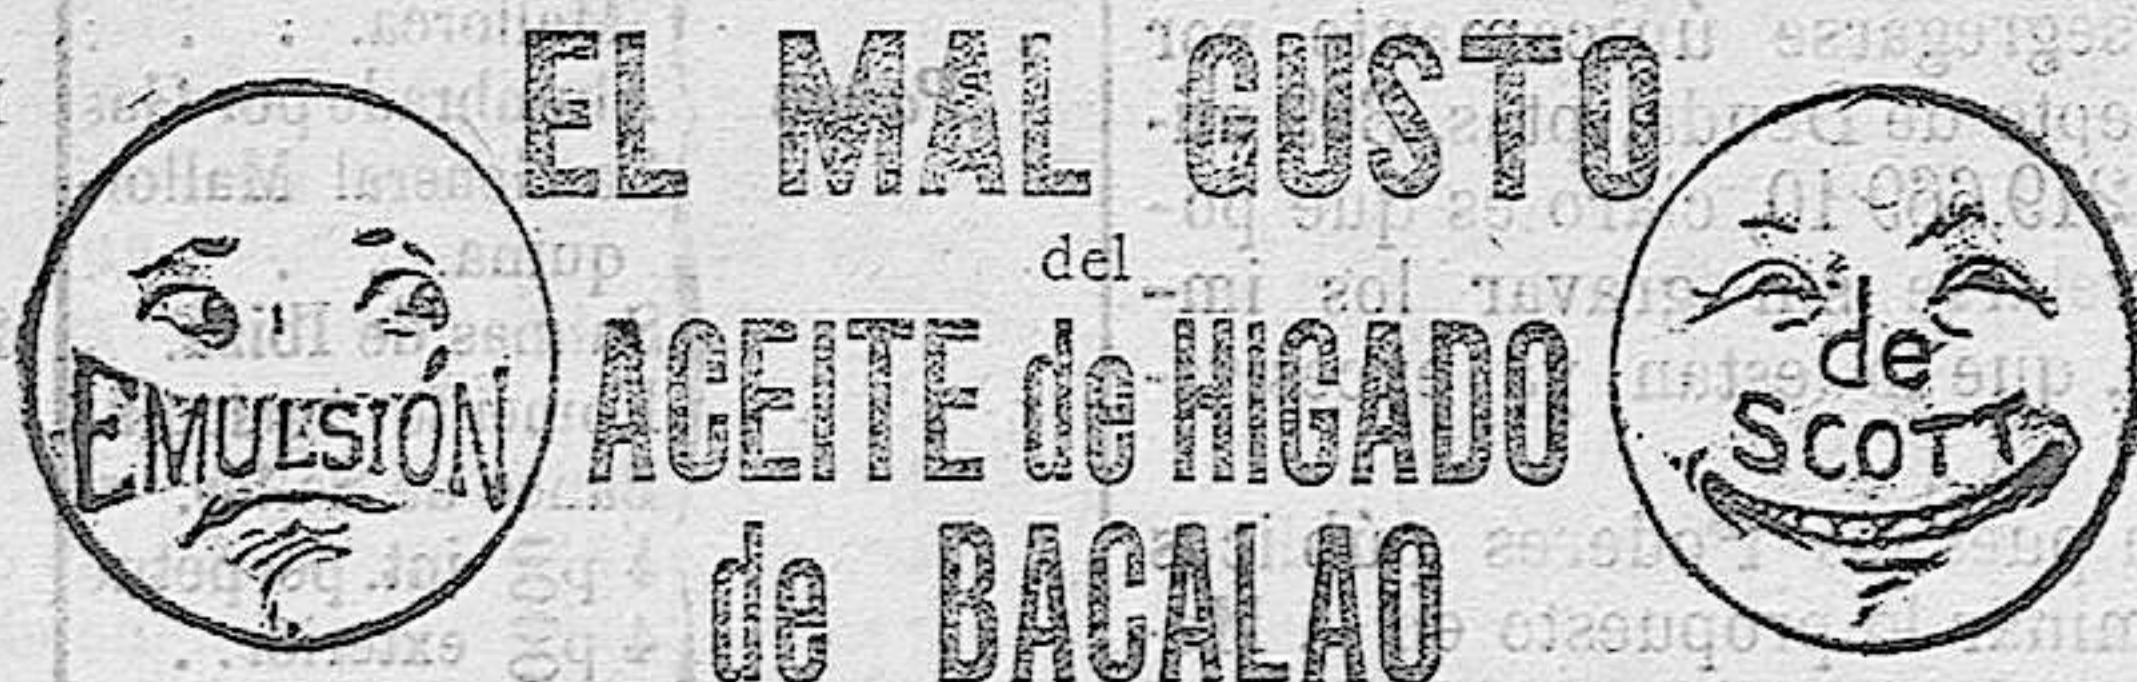 EL MAL GUSTO
del
ACEITE de HIGADO
de BACALAO
EMULSIÓN
de
SCOTT